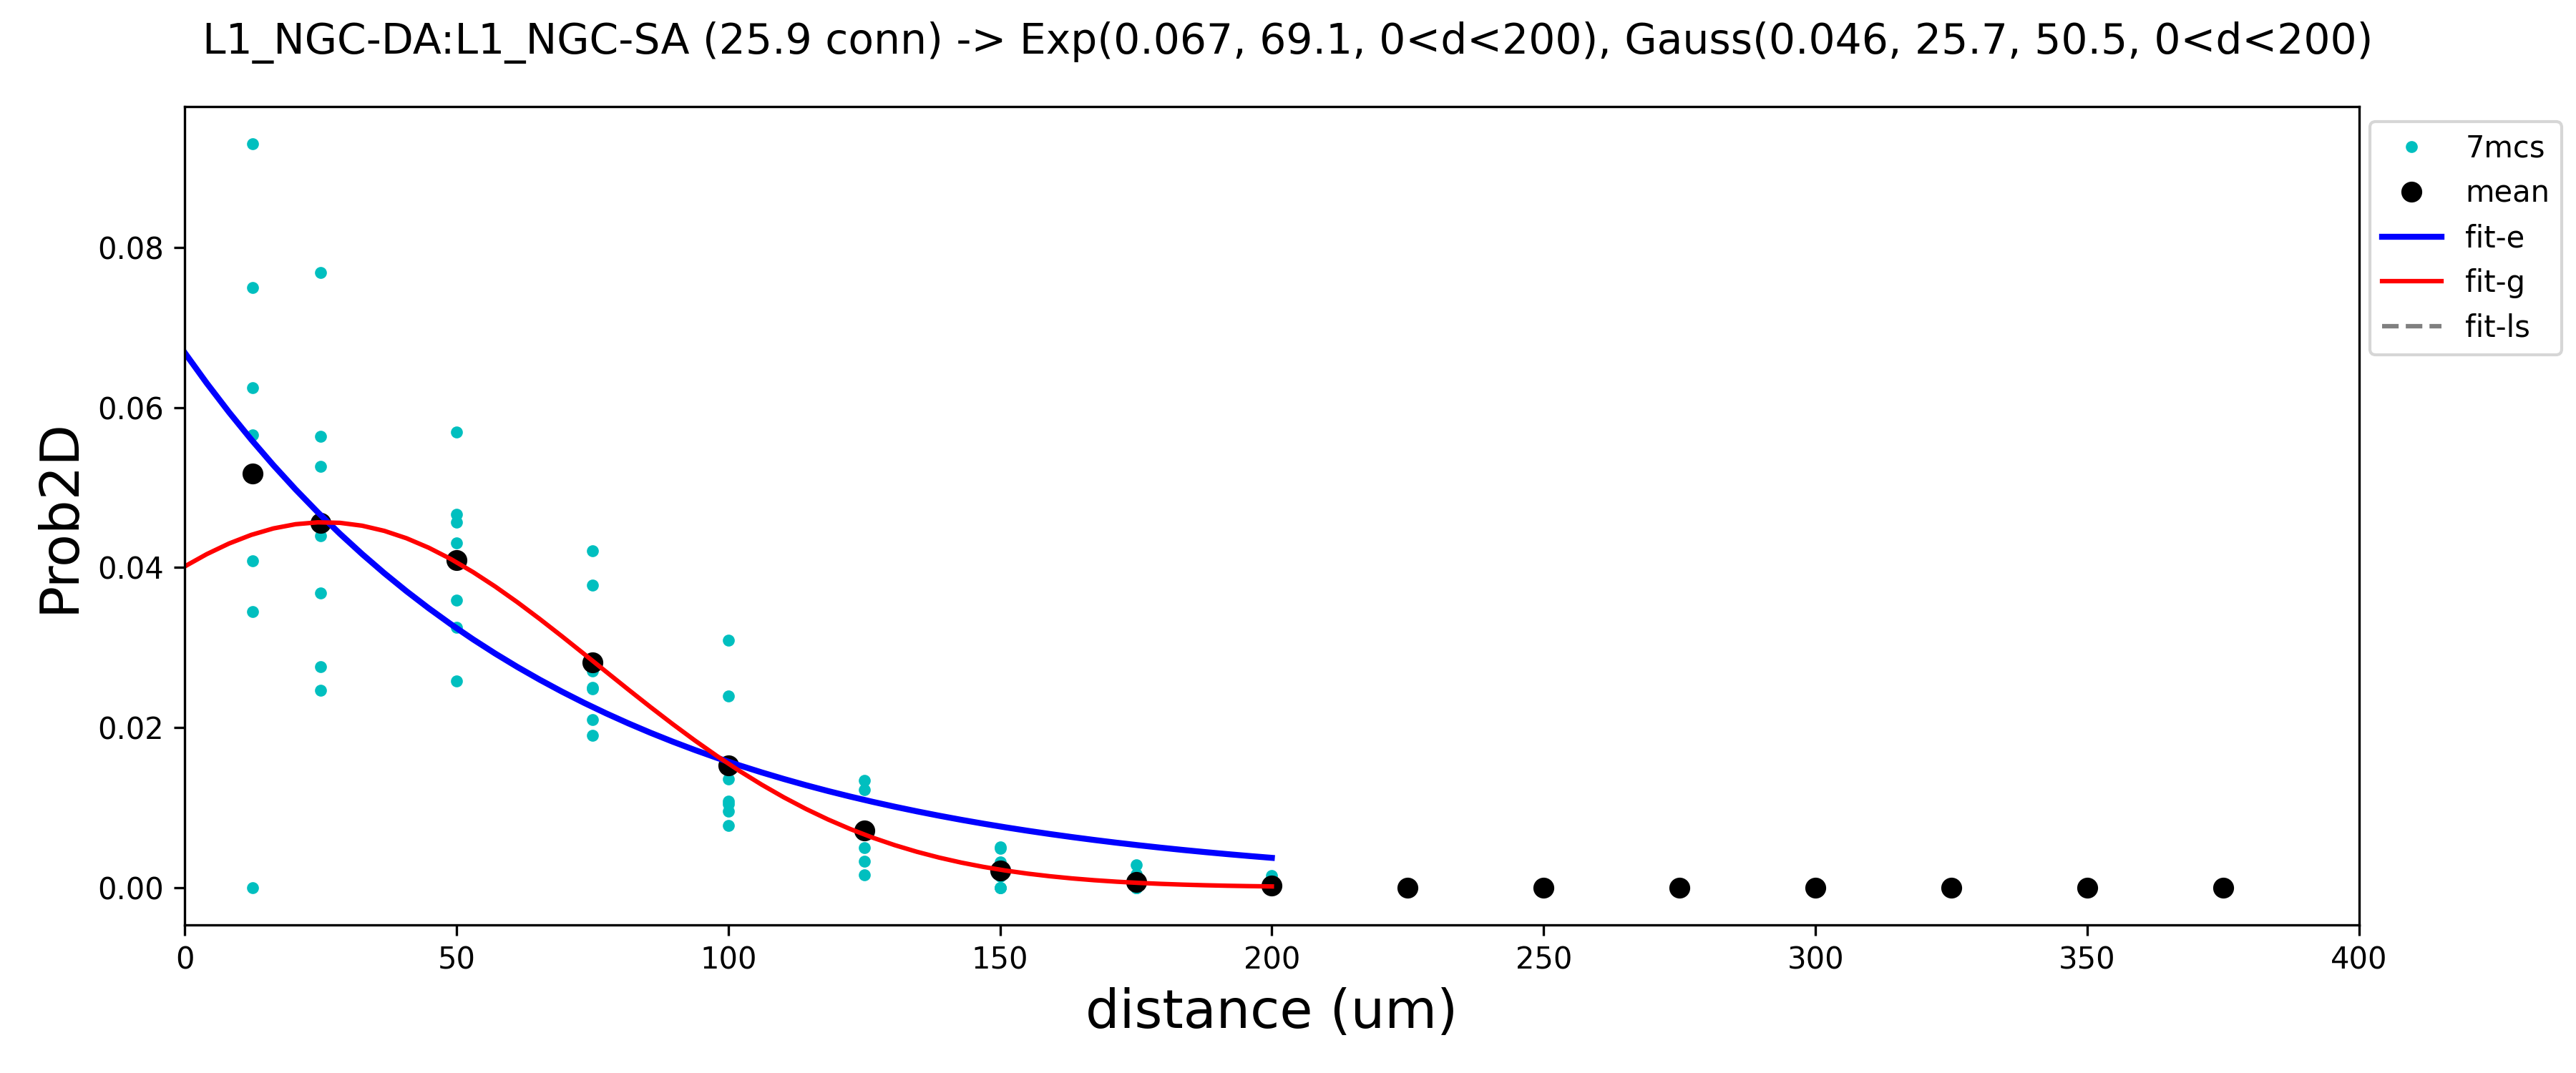 L1_NGC-DA:L1_NGC-SA (25.9 conn) -> Exp(0.067, 69.1, 0<d<200), Gauss(0.046, 25.7, 50.5, 0<d<200)
7mcs
mean
fit-e
fit-g
fit-ls
Prob2D
0.08
0.06
0.04
0.02
0.00
0 50 100 150 200 250 300 350 400
distance (um)